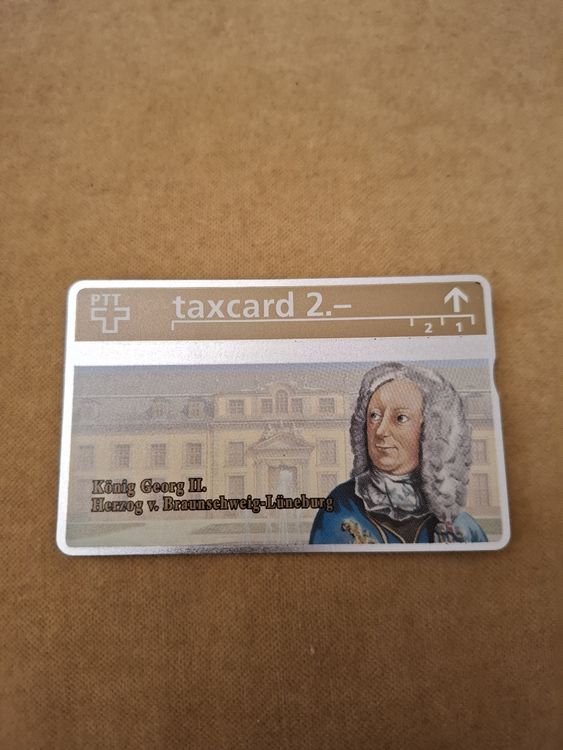 PTT
taxcard 2.–
2 1
König Georg II.
Herzog v. Braunschweig-Lüneburg